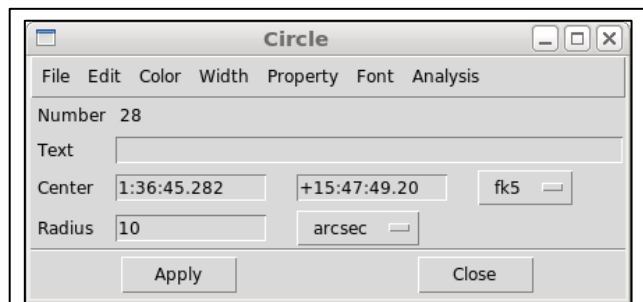 Circle
File Edit Color Width Property Font Analysis
Number 28
Text
Center 1:36:45.282 +15:47:49.20 fk5
Radius 10 arcsec
Apply Close